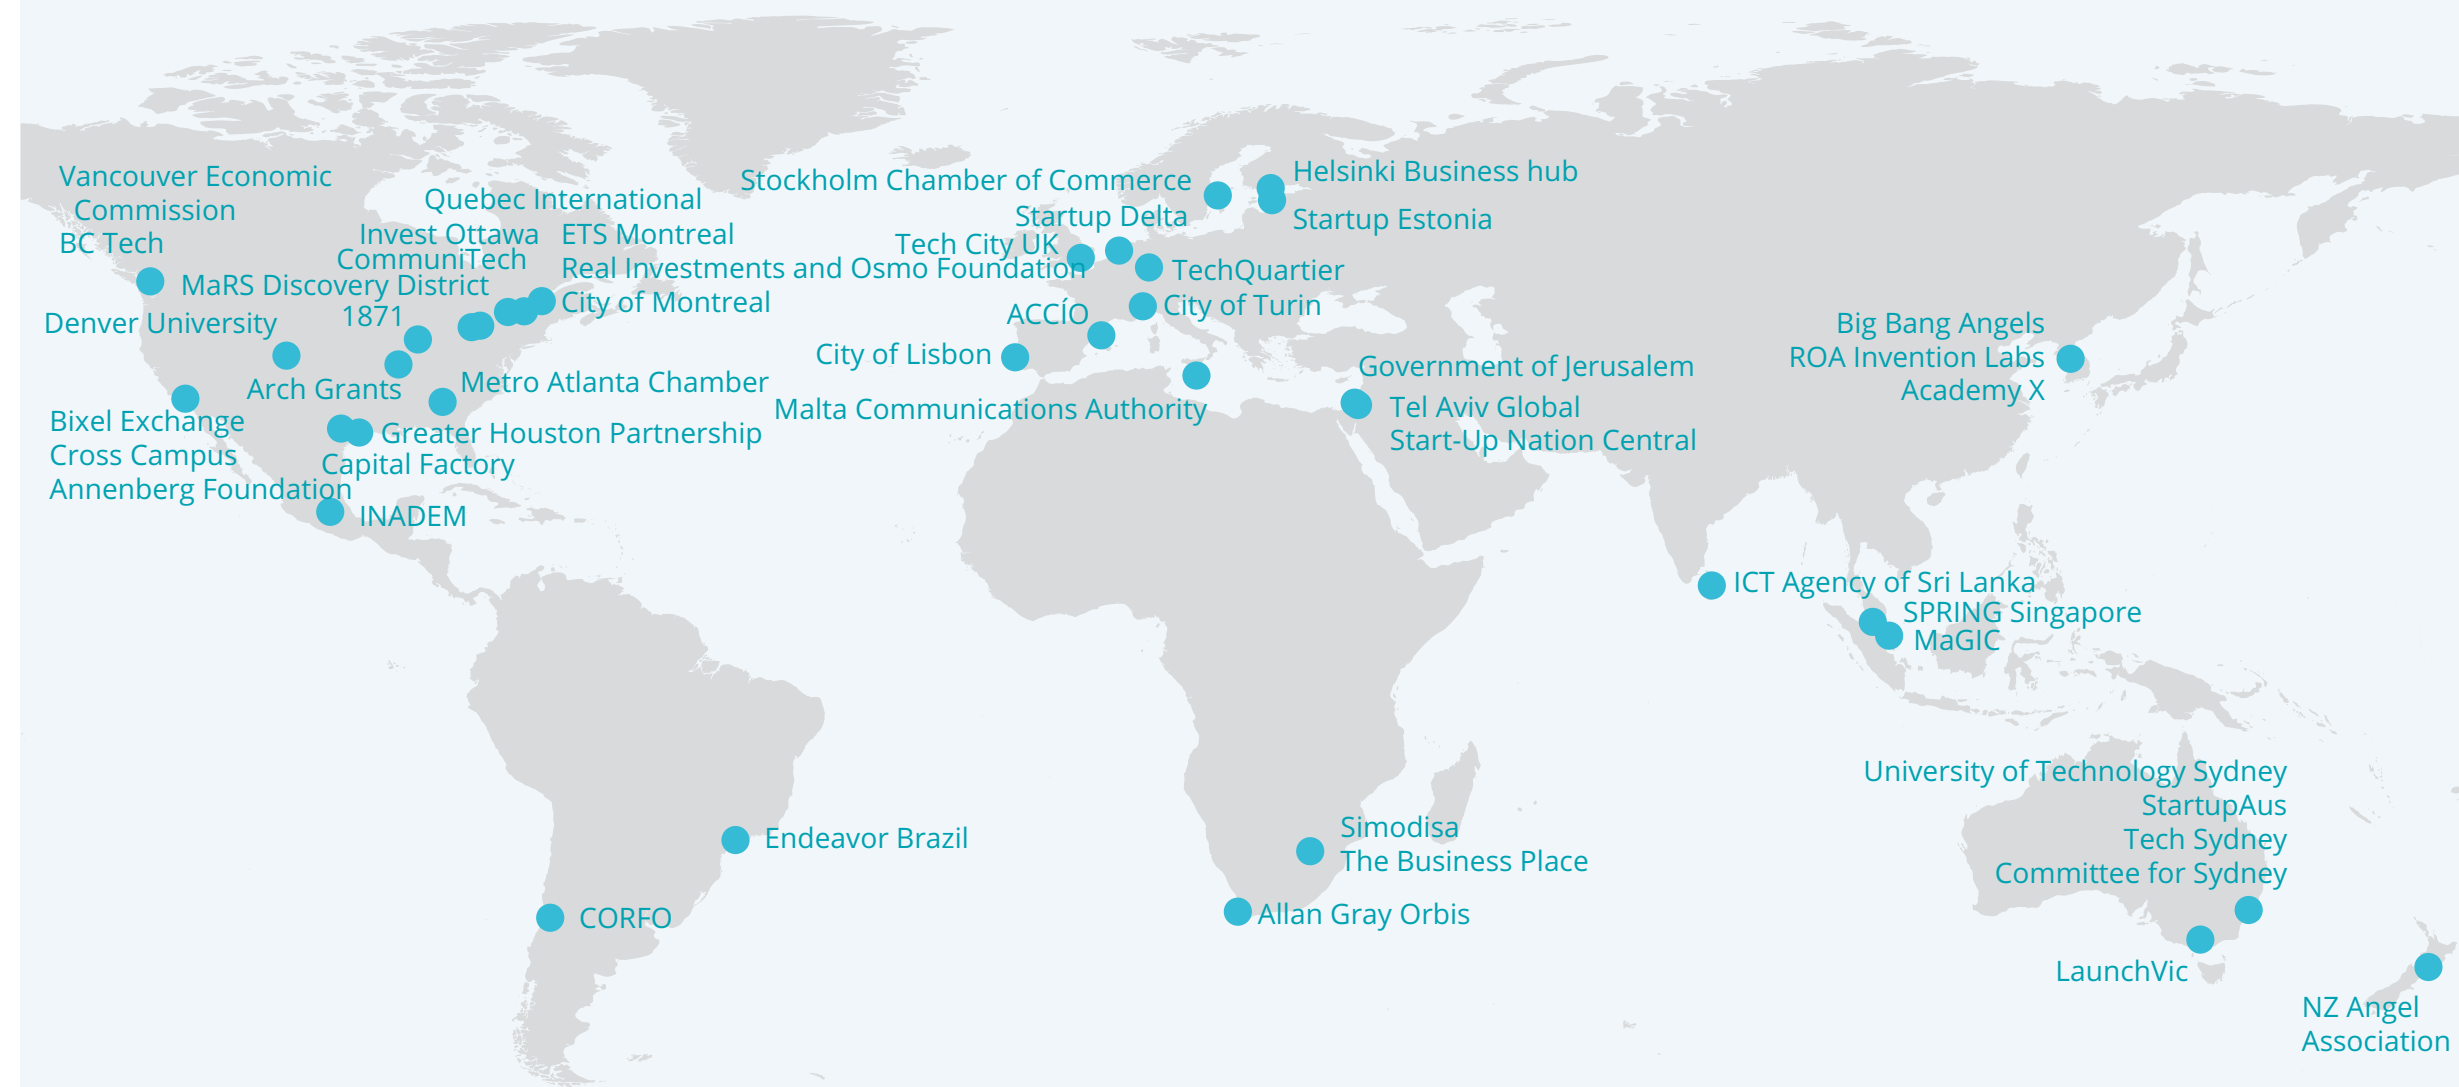 Vancouver Economic
Commission
BC Tech
Quebec International
Invest Ottawa
ETS Montreal
CommuniTech
Real Investments and Osmo Foundation
MaRS Discovery District
City of Montreal
1871
Denver University
Arch Grants
Metro Atlanta Chamber
Bixel Exchange
Cross Campus
Annenberg Foundation
Greater Houston Partnership
Capital Factory
INADEM
Stockholm Chamber of Commerce
Helsinki Business hub
Startup Delta
Startup Estonia
Tech City UK
TechQuartier
ACCÍO
City of Turin
City of Lisbon
Malta Communications Authority
Government of Jerusalem
Tel Aviv Global
Start-Up Nation Central
Big Bang Angels
ROA Invention Labs
Academy X
ICT Agency of Sri Lanka
SPRING Singapore
MaGIC
Endeavor Brazil
CORFO
Simodisa
The Business Place
Allan Gray Orbis
University of Technology Sydney
StartupAus
Tech Sydney
Committee for Sydney
LaunchVic
NZ Angel
Association